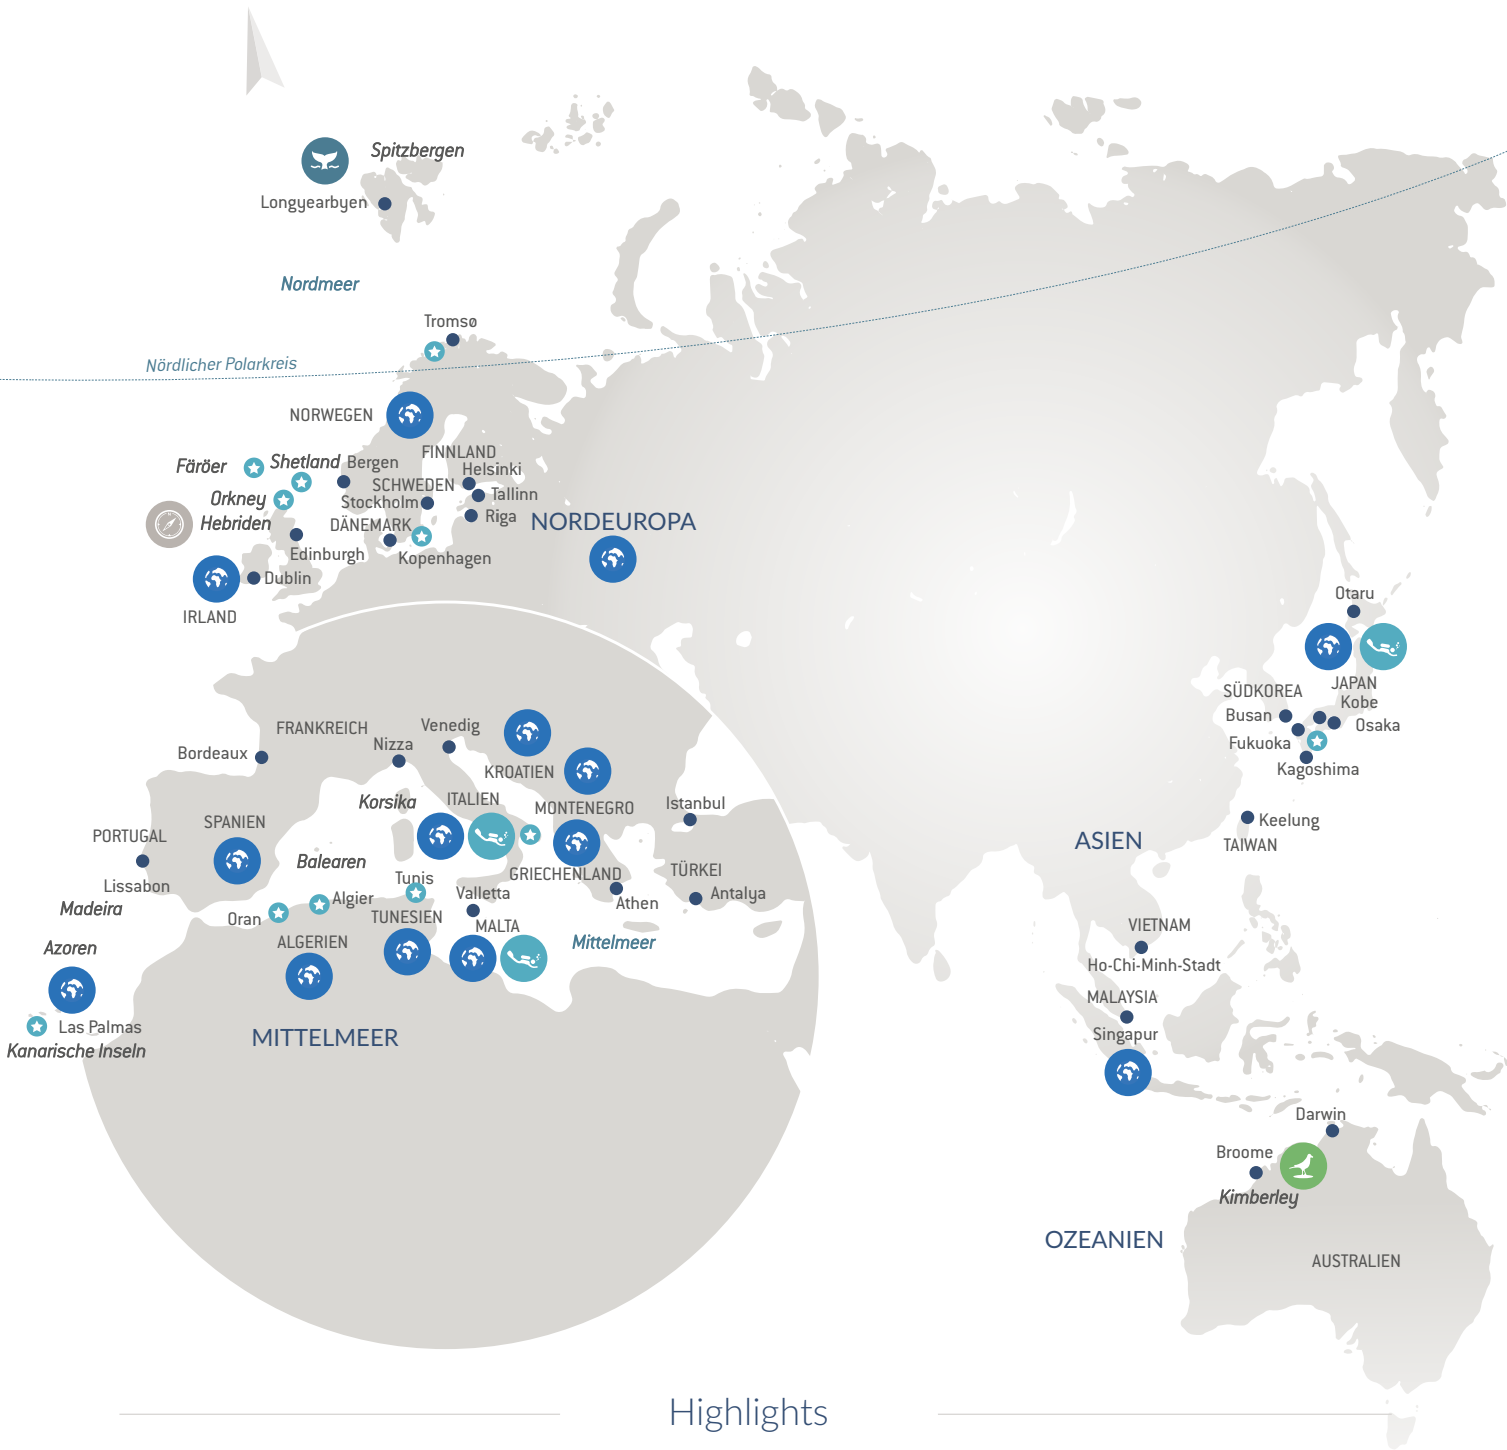 Spitzbergen
Longyearbyen
Nordmeer
Tromsø
Nördlicher Polarkreis
NORWEGEN
FINNLAND
Färöer
Shetland
Bergen
Helsinki
SCHWEDEN
Orkney
Stockholm
Tallinn
Hebriden
DÄNEMARK
Riga
NORDEUROPA
Edinburgh
Kopenhagen
Dublin
IRLAND
Otaru
JAPAN
SÜDKOREA
Kobe
Busan
Osaka
Fukuoka
Kagoshima
FRANKREICH
Venedig
Bordeaux
Nizza
KROATIEN
Korsika
ITALIEN
MONTENEGRO
Istanbul
SPANIEN
PORTUGAL
Balearen
GRIECHENLAND
TÜRKEI
Lissabon
Tunis
Valletta
Antalya
Madeira
Oran
Algier
Athen
TUNESIEN
MALTA
Azoren
ALGERIEN
Mittelmeer
Las Palmas
Kanarische Inseln
MITTELMEER
Keelung
ASIEN
TAIWAN
VIETNAM
Ho-Chi-Minh-Stadt
MALAYSIA
Singapur
Darwin
Broome
Kimberley
OZEANIEN
AUSTRALIEN
Highlights